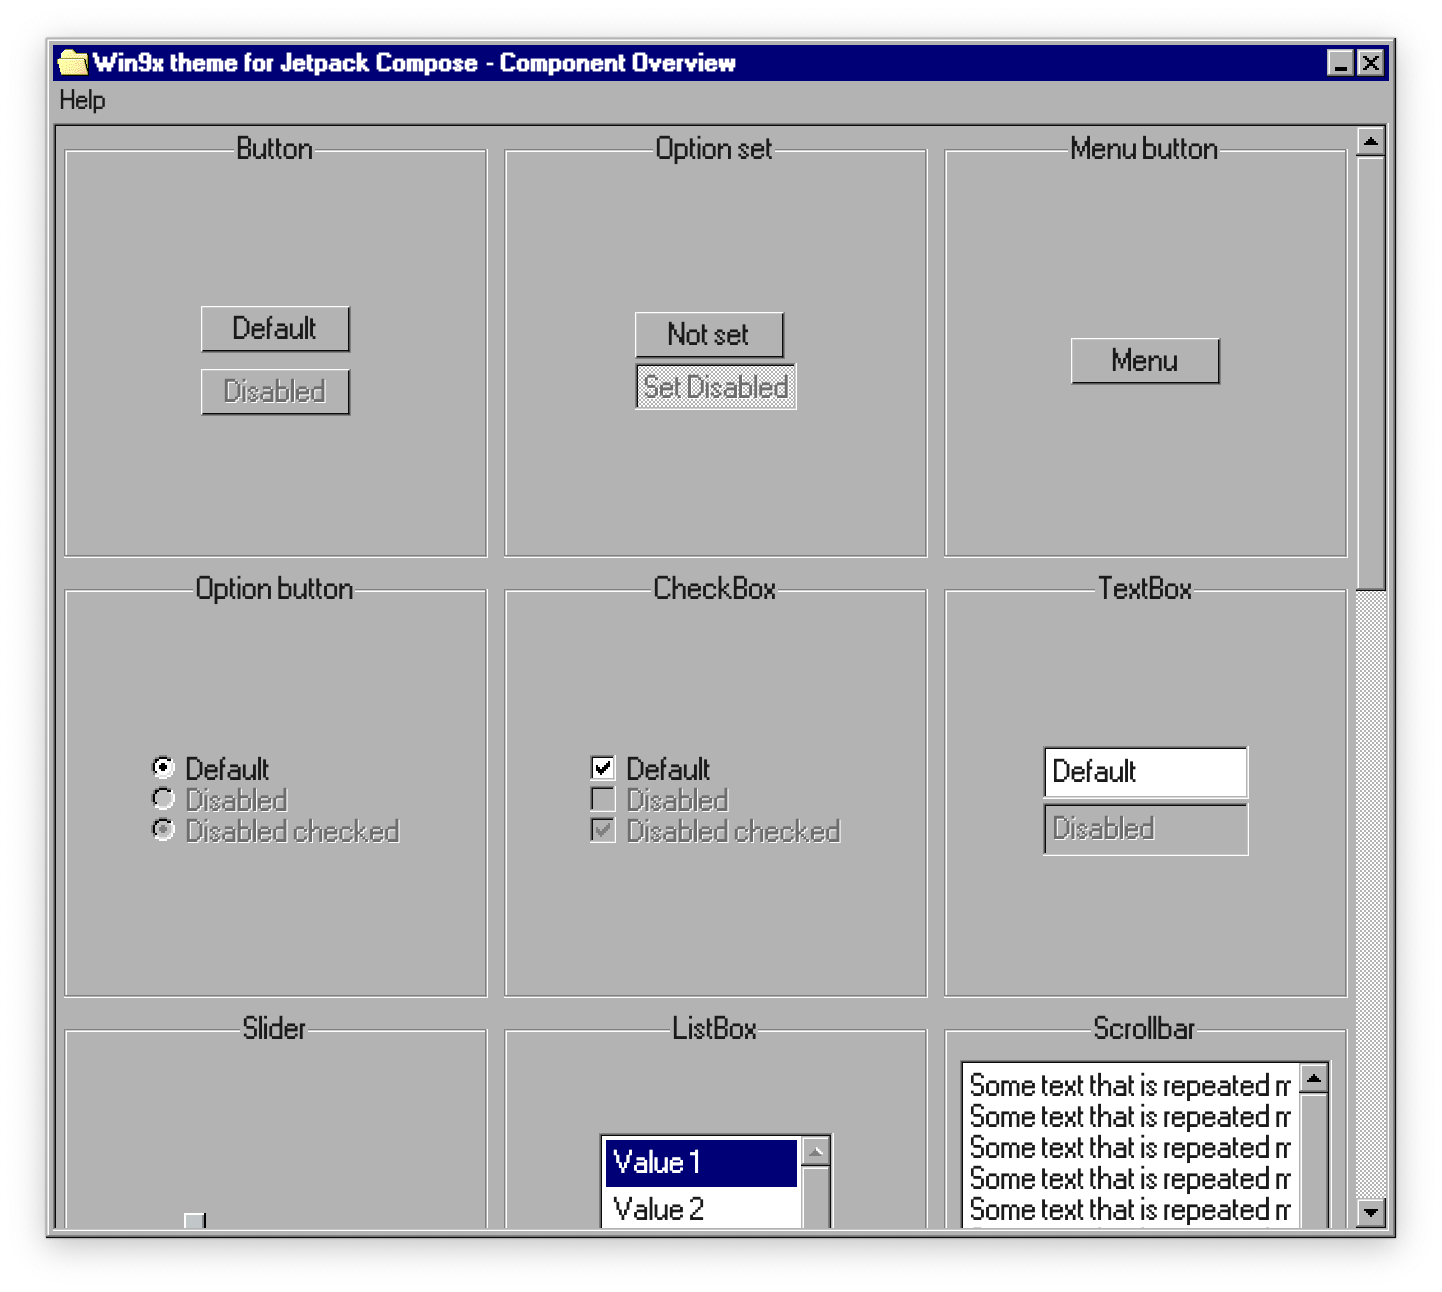 Win9x theme for Jetpack Compose - Component Overview
Help
Button
Option set
Menu button
Default
Disabled
Not set
Set Disabled
Menu
Option button
CheckBox
TextBox
Default
Disabled
Disabled checked
Default
Disabled
Disabled checked
Default
Disabled
Slider
ListBox
Scrollbar
Value 1
Value 2
Some text that is repeated m
Some text that is repeated m
Some text that is repeated m
Some text that is repeated m
Some text that is repeated m